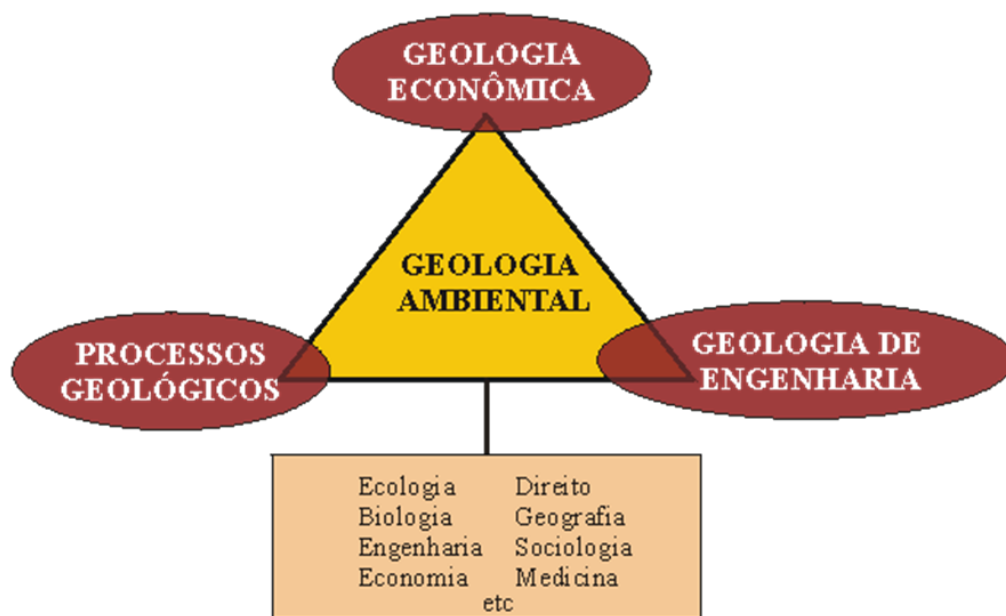 GEOLOGIA
ECONÔMICA
GEOLOGIA
AMBIENTAL
PROCESSOS
GEOLÓGICOS
GEOLOGIA DE
ENGENHARIA
Ecologia Direito
Biologia Geografia
Engenharia Sociologia
Economia Medicina
etc